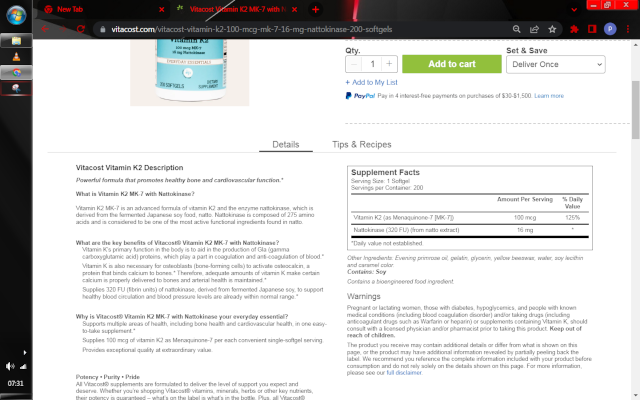 New Tab
Vitacost Vitamin K2 MK-7 with N
vitacost.com/vitacost-vitamin-k2-100-mcg-mk-7-16-mg-nattokinase-200-softgels
P
Vitamin K2
100 mcg MK-7
16 mg Nattokinase
EVERYDAY ESSENTIALS
200 SOFTGELS
DIETARY
SUPPLEMENT
Qty.
Set & Save
1
Add to cart
Deliver Once
+ Add to My List
PayPal Pay in 4 interest-free payments on purchases of $30-$1,500. Learn more
Details
Tips & Recipes
Vitacost Vitamin K2 Description
Powerful formula that promotes healthy bone and cardiovascular function.*
What is Vitamin K2 MK-7 with Nattokinase?
Vitamin K2 MK-7 is an advanced formula of vitamin K2 and the enzyme nattokinase, which is
derived from the fermented Japanese soy food, natto. Nattokinase is composed of 275 amino
acids and is considered to be one of the most active functional ingredients found in natto.
What are the key benefits of Vitacost® Vitamin K2 MK-7 with Nattokinase?
Vitamin K's primary function in the body is to aid in the production of Gla (gamma
carboxyglutamic acid) proteins, which play a part in coagulation and anti-coagulation of blood.*
Vitamin K is also necessary for osteoblasts (bone-forming cells) to activate osteocalcin, a
protein that binds calcium to bones.* Therefore, adequate amounts of vitamin K make certain
calcium is properly delivered to bones and arterial health is maintained.*
Supplies 320 FU (fibrin units) of nattokinase, derived from fermented Japanese soy, to support
healthy blood circulation and blood pressure levels are already within normal range.*
Why is Vitacost® Vitamin K2 MK-7 with Nattokinase your everyday essential?
Supports multiple areas of health, including bone health and cardiovascular health, in one easy-
to-take supplement.*
Supplies 100 mcg of vitamin K2 as Menaquinone-7 per each convenient single-softgel serving.
Provides exceptional quality at extraordinary value.
Potency • Purity • Pride
All Vitacost® supplements are formulated to deliver the level of support you expect and
deserve. Whether you're shopping Vitacost® vitamins, minerals, herbs or other key nutrients,
their potency is guaranteed – what's on the label is what's in the bottle. Plus, all Vitacost®
Supplement Facts
Serving Size: 1 Softgel
Servings per Container: 200
Amount Per Serving
% Daily
Value
Vitamin K2 (as Menaquinone-7 [MK-7])
100 mcg
125%
Nattokinase (320 FU) (from natto extract)
16 mg
*
*Daily value not established.
Other Ingredients: Evening primrose oil, gelatin, glycerin, yellow beeswax, water, soy lecithin
and caramel color.
Contains: Soy
Contains a bioengineered food ingredient.
Warnings
Pregnant or lactating women, those with diabetes, hypoglycemics, and people with known
medical conditions (including blood coagulation disorder) and/or taking drugs (including
anticoagulant drugs such as Warfarin or heparin) or supplements containing Vitamin K, should
consult with a licensed physician and/or pharmacist prior to taking this product. Keep out of
reach of children.
The product you receive may contain additional details or differ from what is shown on this
page, or the product may have additional information revealed by partially peeling back the
label. We recommend you reference the complete information included with your product before
consumption and do not rely solely on the details shown on this page. For more information,
please see our full disclaimer.
07:31